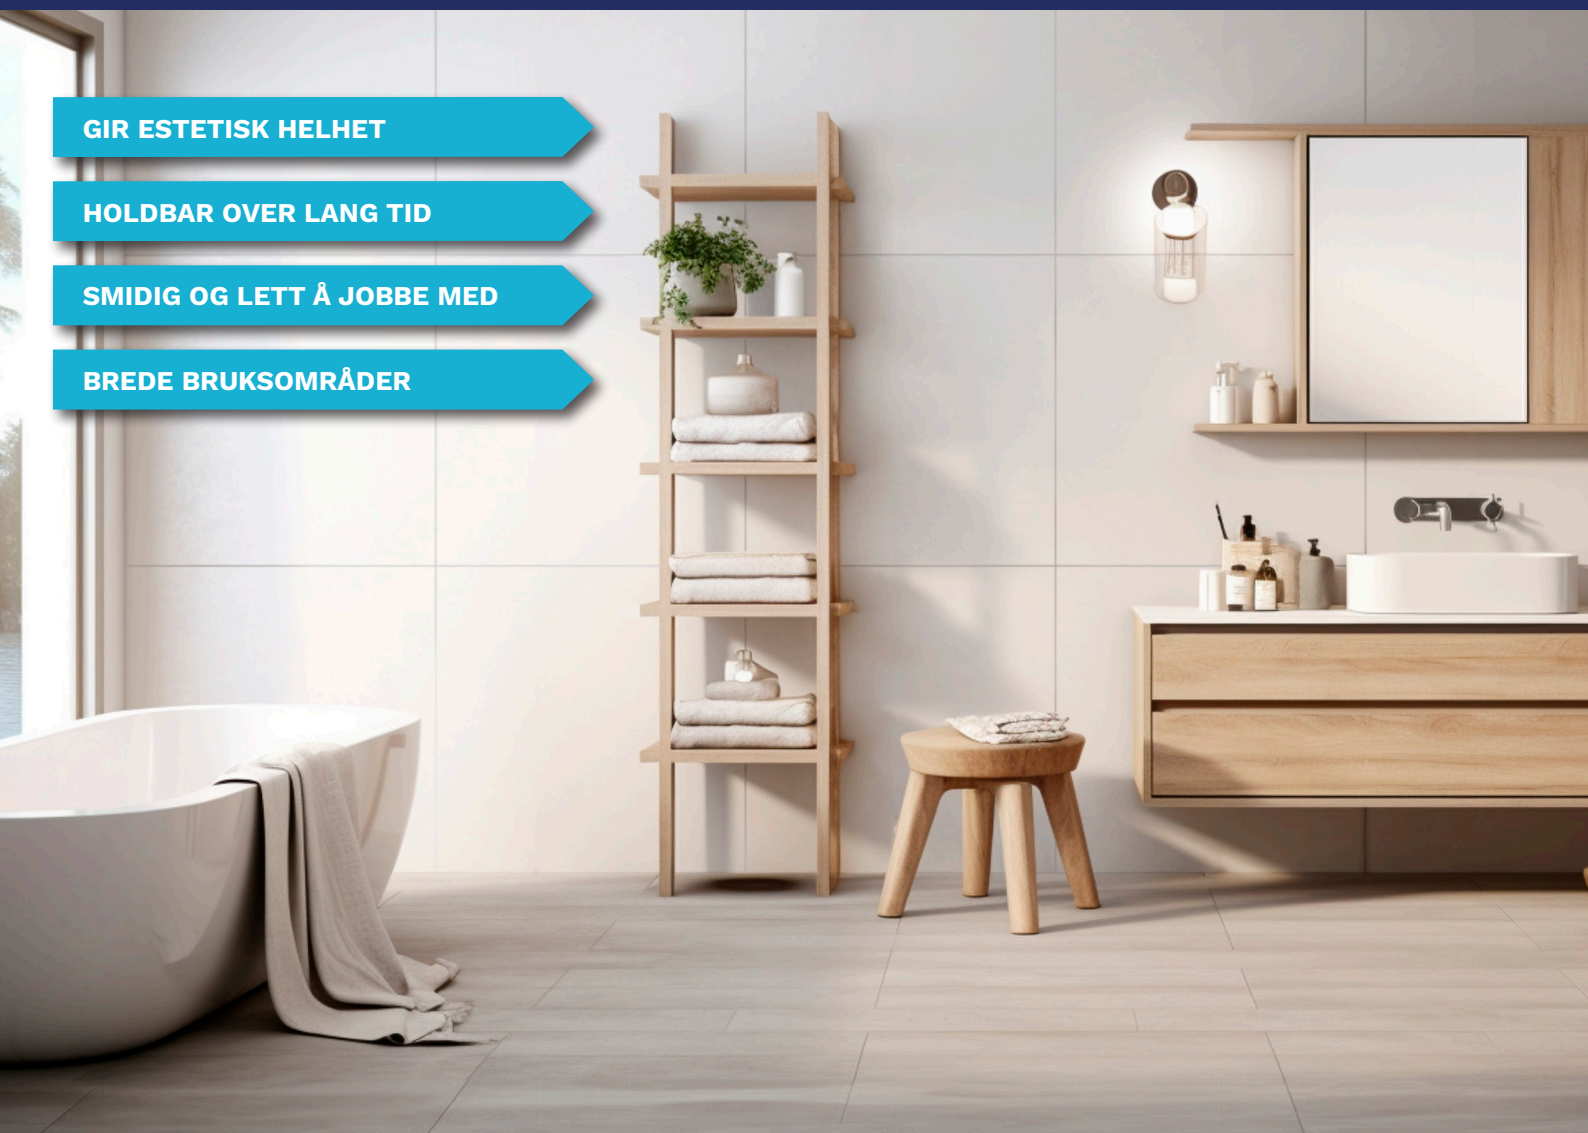 GIR ESTETISK HELHET
HOLDBAR OVER LANG TID
SMIDIG OG LETT Å JOBBE MED
BREDE BRUKSOMRÅDER